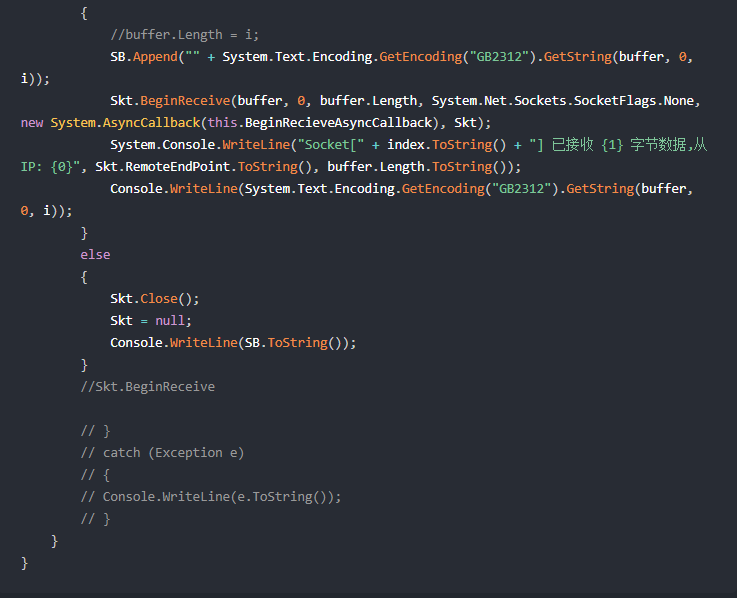 {
//buffer.Length = i;
SB.Append("" + System.Text.Encoding.GetEncoding("GB2312").GetString(buffer, 0,
i));
Skt.BeginReceive(buffer, 0, buffer.Length, System.Net.Sockets.SocketFlags.None,
new System.AsyncCallback(this.BeginRecieveAsyncCallback), Skt);
System.Console.WriteLine("Socket[" + index.ToString() + "] 已接收 {1} 字节数据,从
IP: {0}", Skt.RemoteEndPoint.ToString(), buffer.Length.ToString());
Console.WriteLine(System.Text.Encoding.GetEncoding("GB2312").GetString(buffer,
0, i));
}
else
{
Skt.Close();
Skt = null;
Console.WriteLine(SB.ToString());
}
//Skt.BeginReceive
// }
// catch (Exception e)
// {
// Console.WriteLine(e.ToString());
// }
}
}